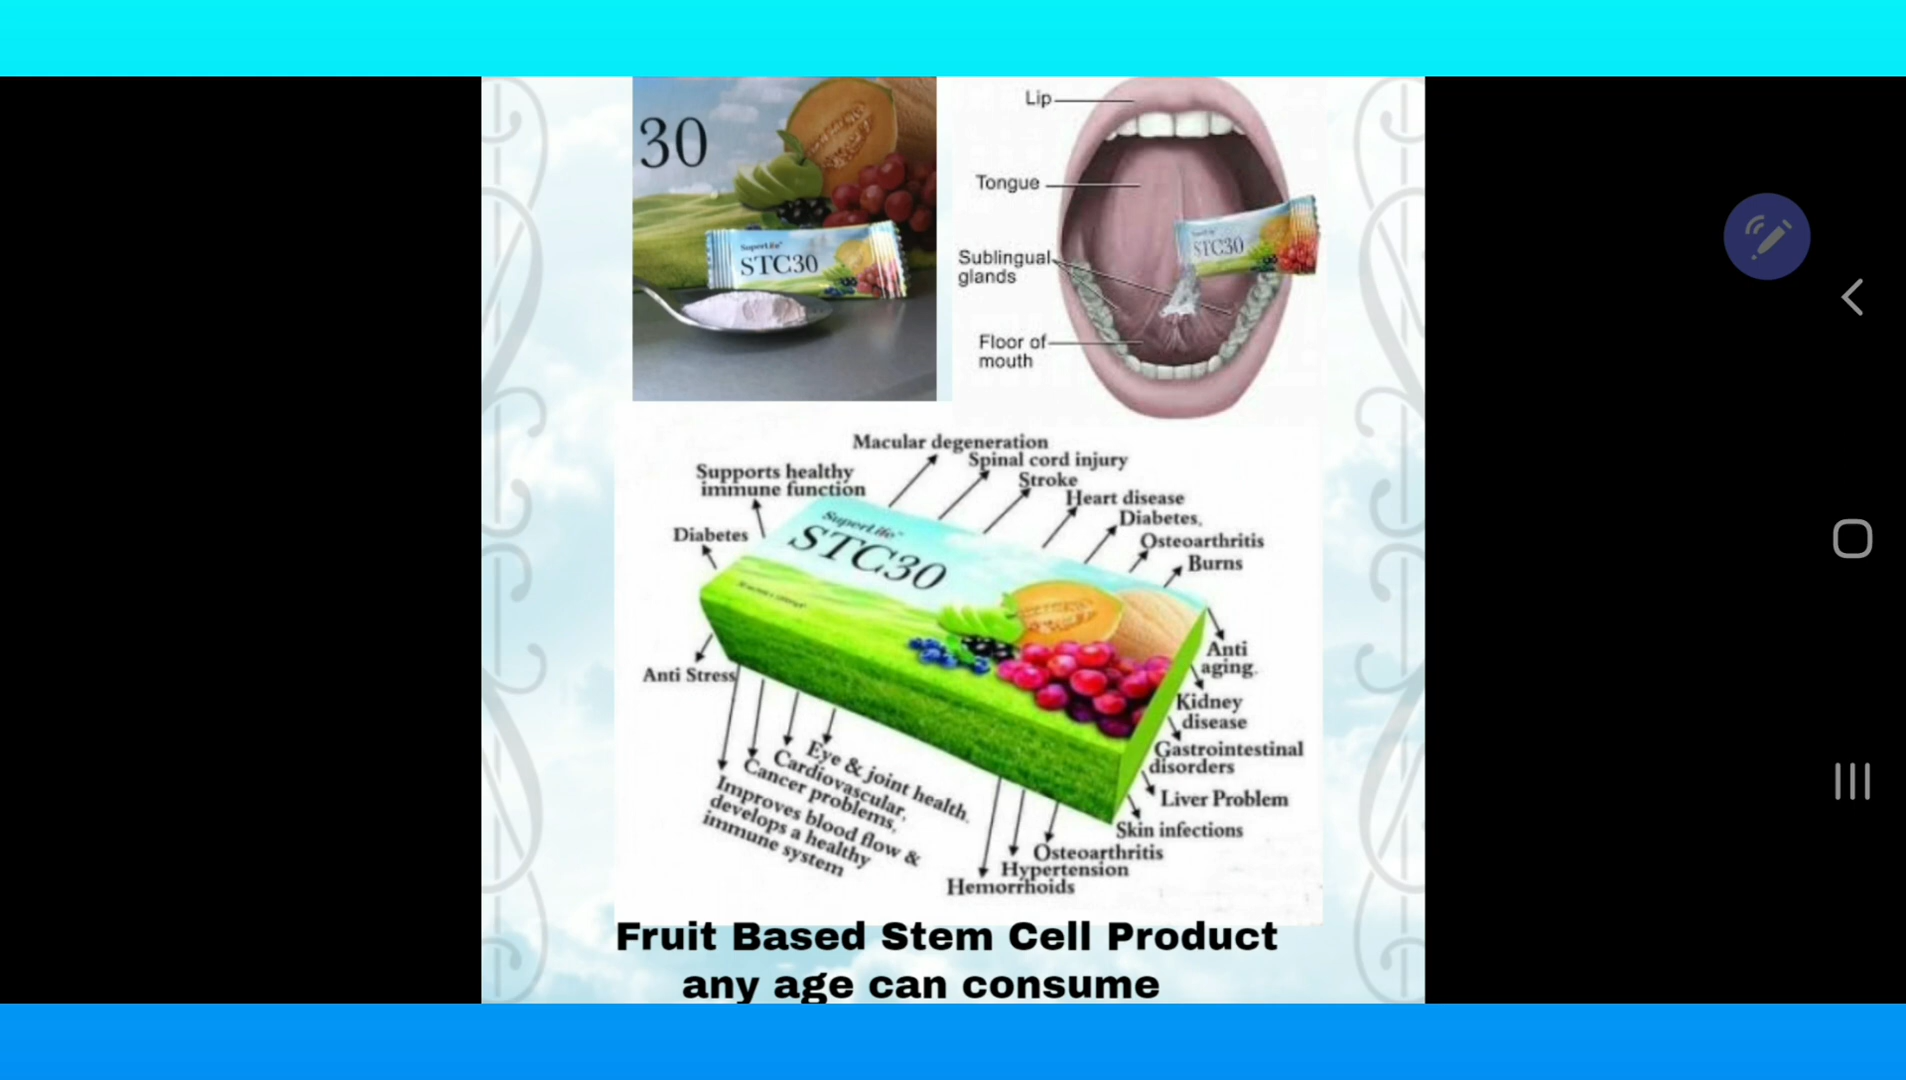 30
SuperLife™
STC30
Lip
Tongue
Sublingual
glands
Floor of
mouth
STC30
Macular degeneration
Spinal cord injury
Stroke
Heart disease
Diabetes,
Osteoarthritis
Burns
Supports healthy
immune function
Diabetes
SuperLife™
STC30
Anti Stress
Anti
aging.
Kidney
disease
Gastrointestinal
disorders
Liver Problem
Skin infections
Osteoarthritis
Hypertension
Hemorrhoids
Eye & joint health.
Cardiovascular,
Cancer problems,
Improves blood flow &
develops a healthy
immune system
Fruit Based Stem Cell Product
any age can consume